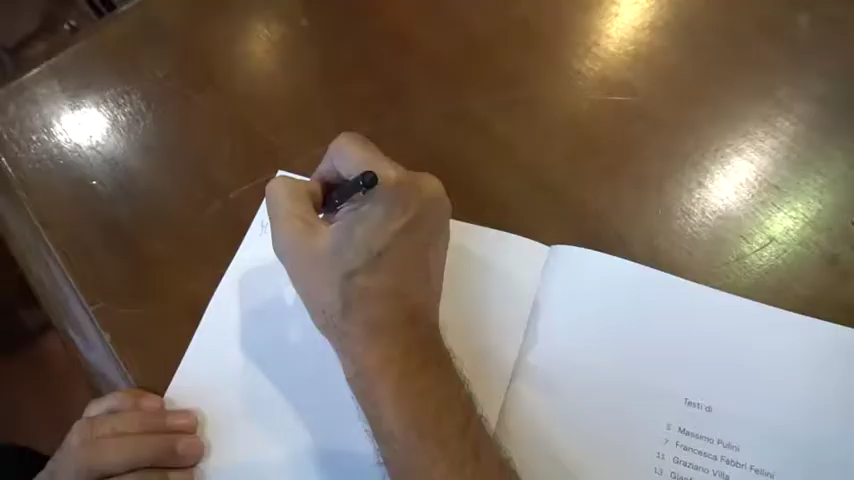 Testi di
5 Massimo Pulini
7 Francesca Fabbri Fellini
11 Graziano Villa